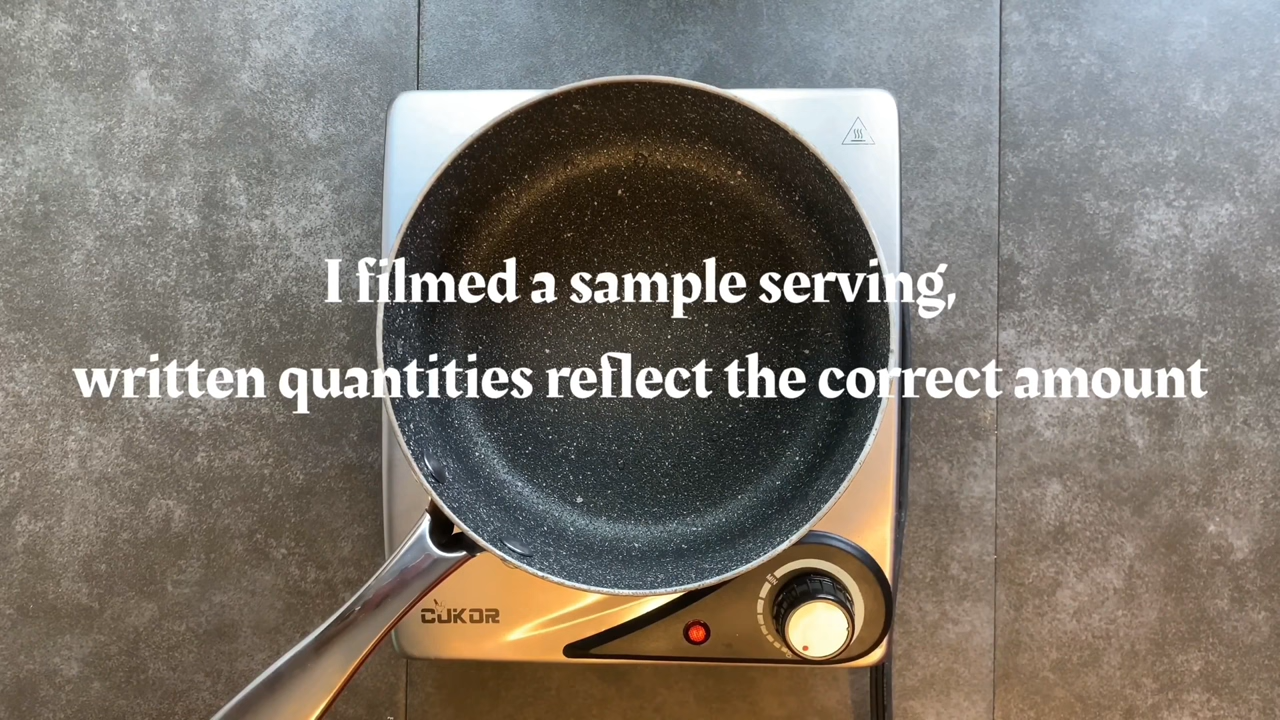 I filmed a sample serving,
written quantities reflect the correct amount
CUKOR